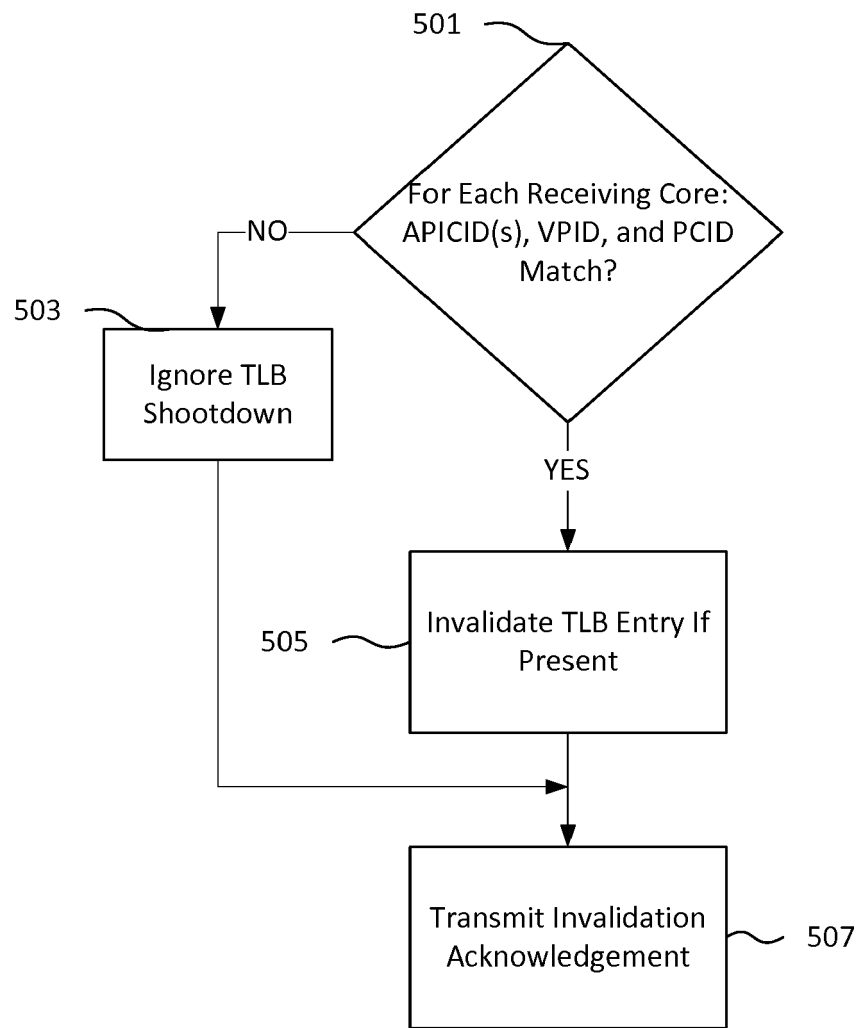 501
For Each Receiving Core:
APICID(s), VPID, and PCID
Match?
NO
503
Ignore TLB
Shootdown
YES
505
Invalidate TLB Entry If
Present
Transmit Invalidation
Acknowledgement
507